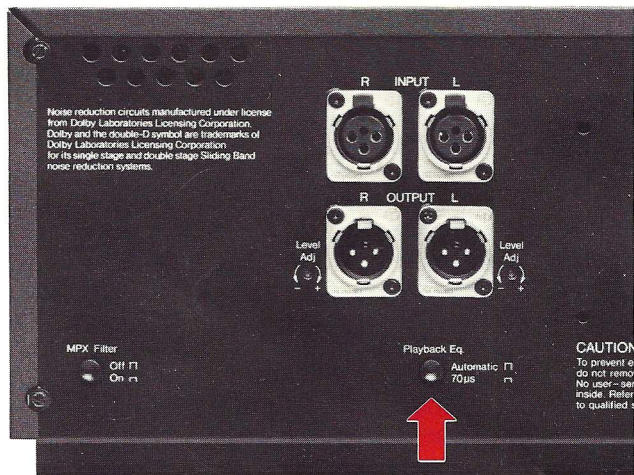 R INPUT L
Noise reduction circuits manufactured under license
from Dolby Laboratories Licensing Corporation.
Dolby and the double-D symbol are trademarks of
Dolby Laboratories Licensing Corporation
for its single stage and double stage Sliding Band
noise reduction systems.
R OUTPUT L
Level
Adj
- +
Level
Adj
- +
MPX Filter
Off
On
Playback Eq.
Automatic
70µs
CAUTION
To prevent
do not
No user-
inside. Refer
to qualified